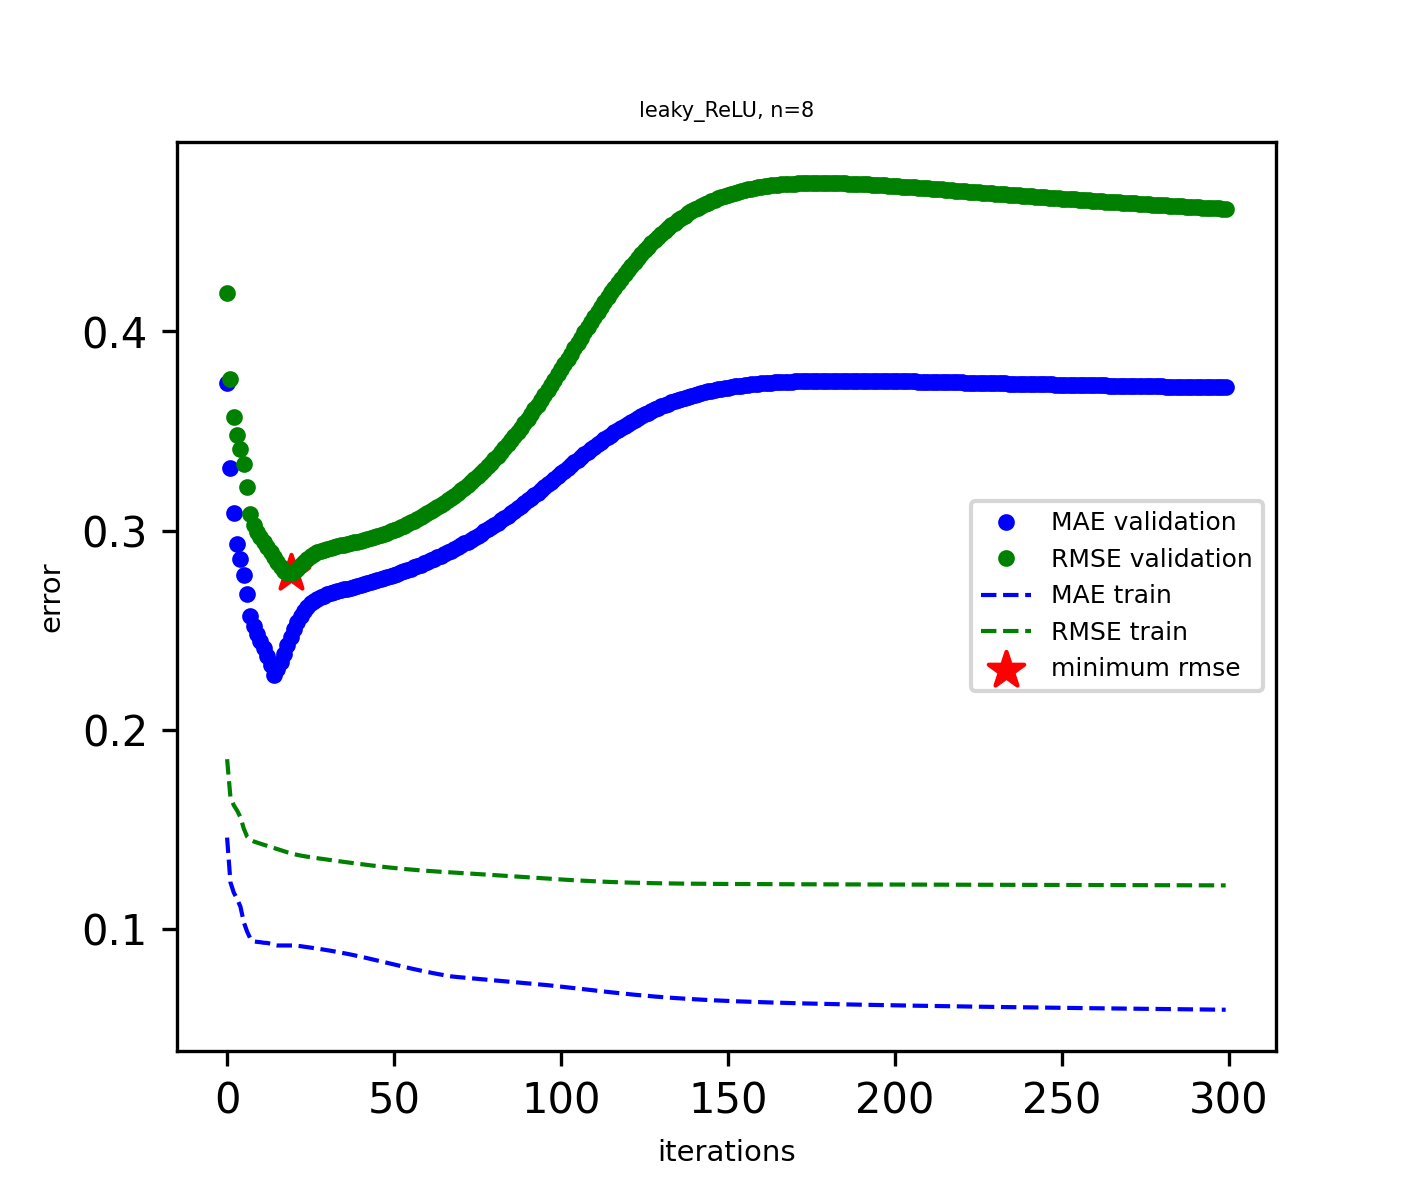 leaky_ReLU, n=8
error
0.4
0.3
0.2
0.1
MAE validation
RMSE validation
MAE train
RMSE train
minimum rmse
0 50 100 150 200 250 300
iterations